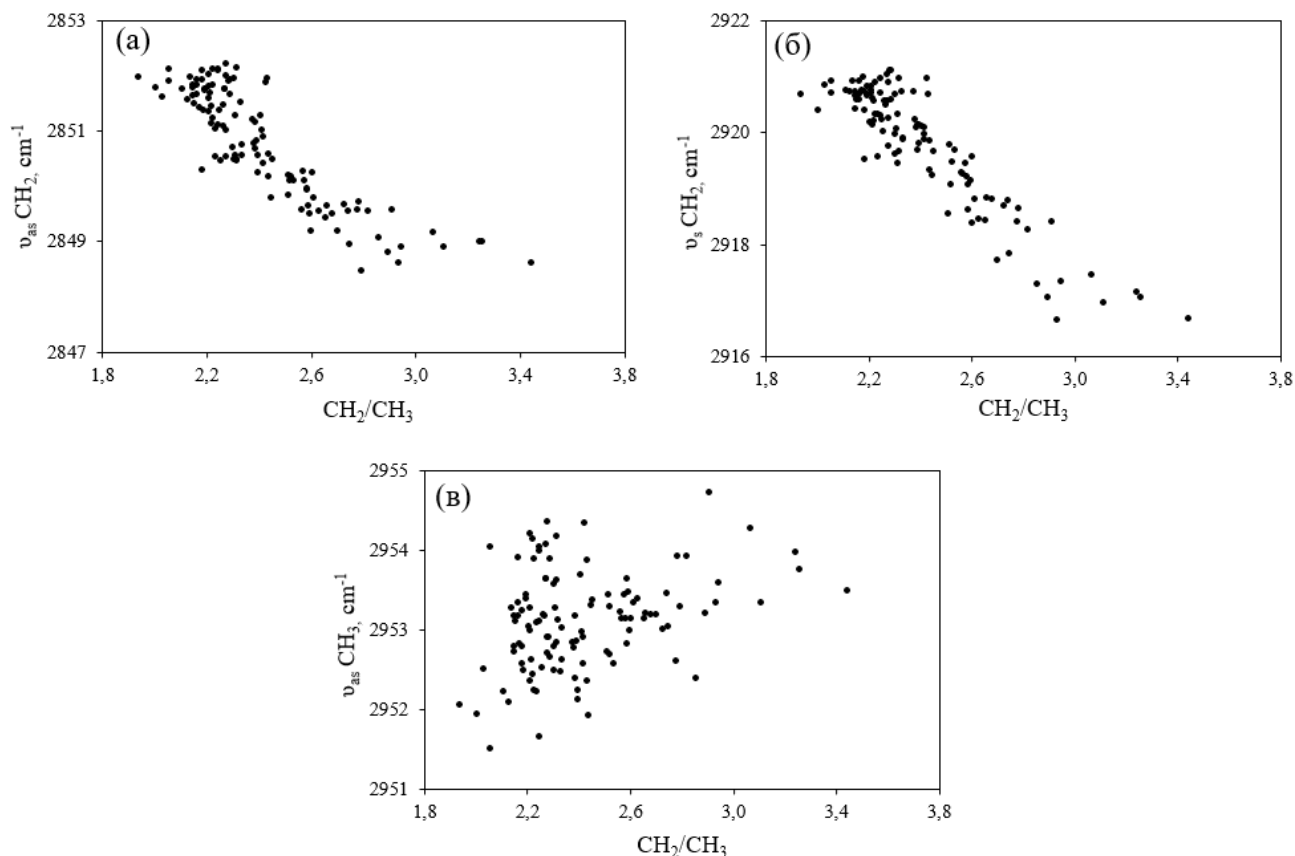 (а)
2853
2851
2849
2847
1,8 2,2 2,6 3,0 3,4 3,8
CH₂/CH₃
υas CH₂, cm⁻¹
(б)
2922
2920
2918
2916
1,8 2,2 2,6 3,0 3,4 3,8
CH₂/CH₃
υs CH₂, cm⁻¹
(в)
2955
2954
2953
2952
2951
1,8 2,2 2,6 3,0 3,4 3,8
CH₂/CH₃
υas CH₃, cm⁻¹